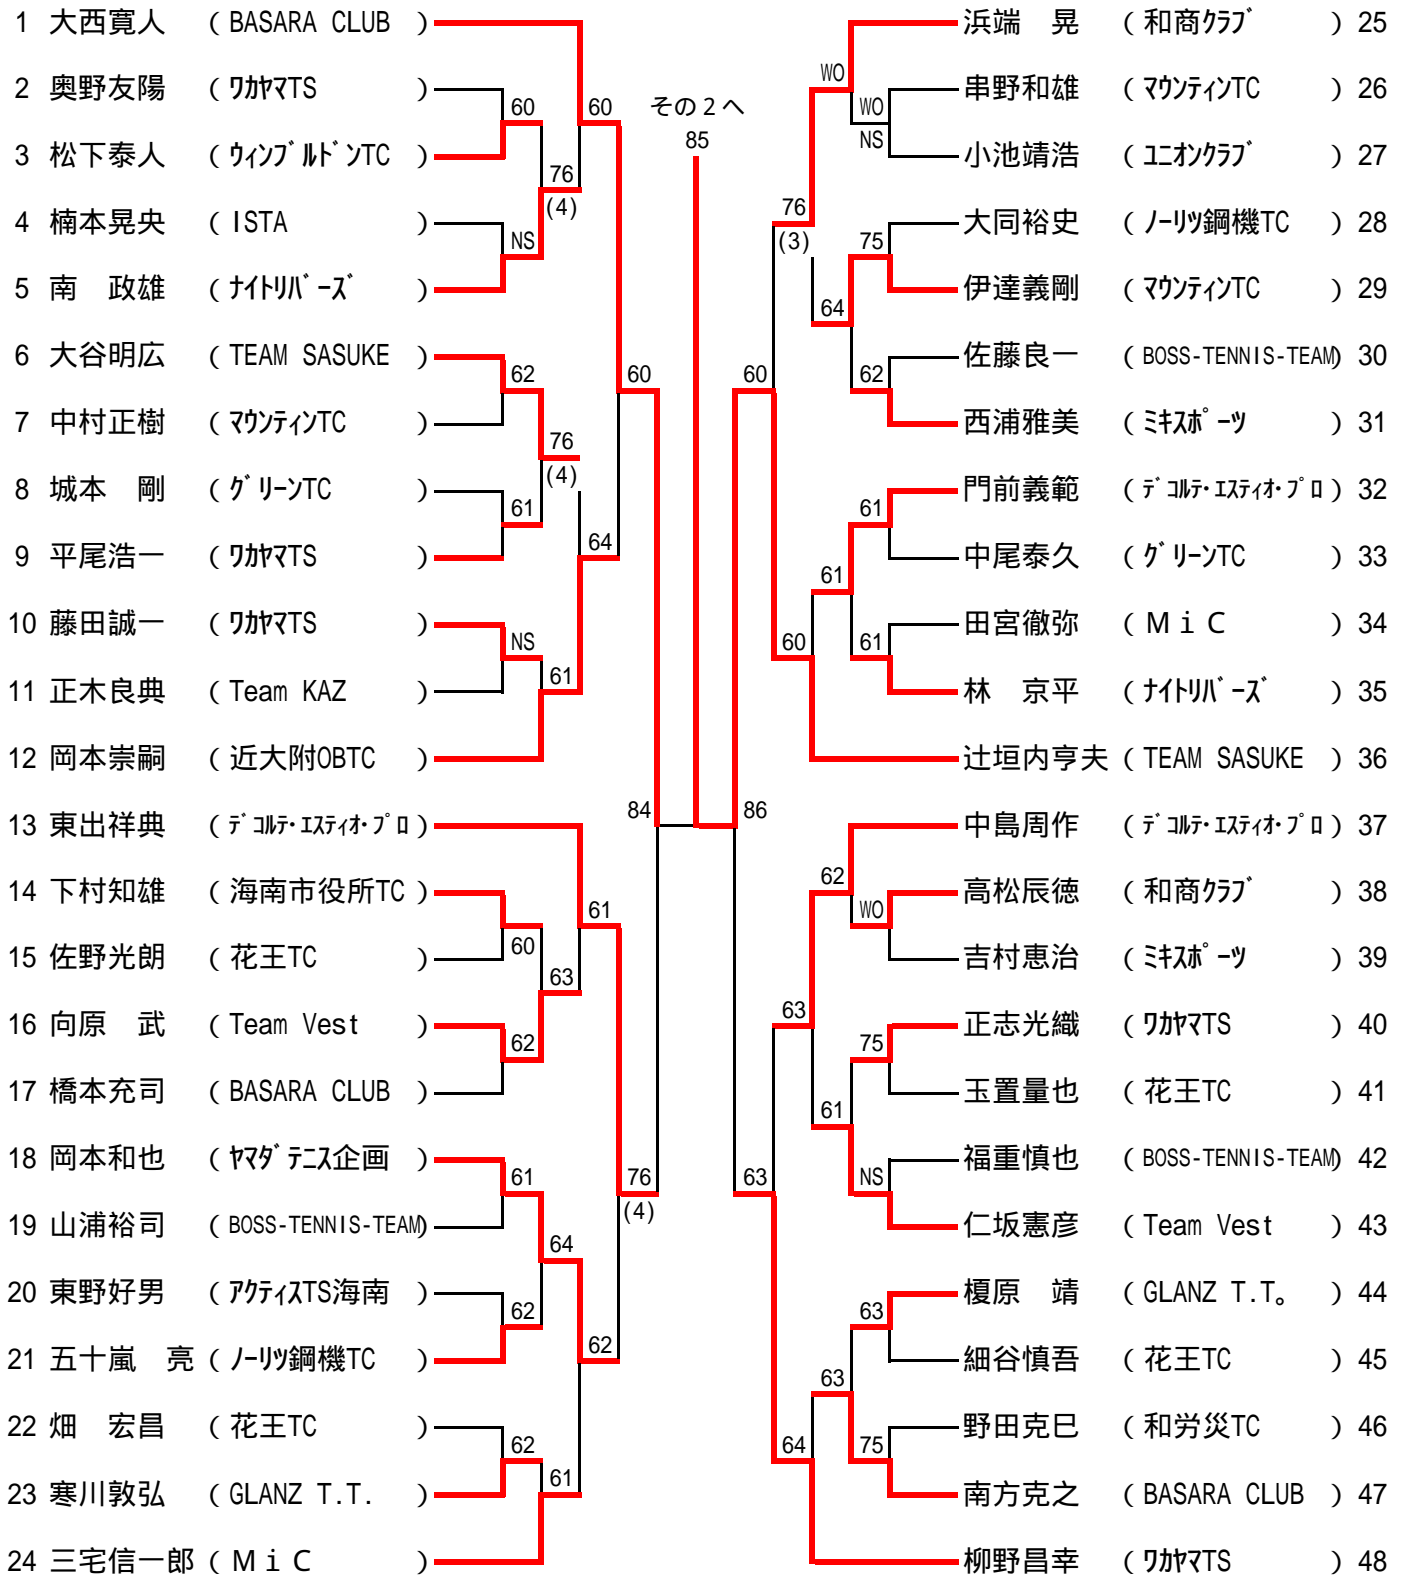 1 大西寛人 ( BASARA CLUB )
2 奥野友陽 ( ワカヤマTS )
3 松下泰人 ( ウィンブルドンTC )
4 楠本晃央 ( ISTA )
5 南 政雄 ( ナイトリバーズ )
6 大谷明広 ( TEAM SASUKE )
7 中村正樹 ( マウンティンTC )
8 城本 剛 ( グリーンTC )
9 平尾浩一 ( ワカヤマTS )
10 藤田誠一 ( ワカヤマTS )
11 正木良典 ( Team KAZ )
12 岡本崇嗣 ( 近大附OBTC )
13 東出祥典 ( デコルテ・エスティオ・プロ )
14 下村知雄 ( 海南市役所TC )
15 佐野光朗 ( 花王TC )
16 向原 武 ( Team Vest )
17 橋本充司 ( BASARA CLUB )
18 岡本和也 ( ヤマダテニス企画 )
19 山浦裕司 ( BOSS-TENNIS-TEAM)
20 東野好男 ( アクティスTS海南 )
21 五十嵐 亮 ( ノーリツ鋼機TC )
22 畑 宏昌 ( 花王TC )
23 寒川敦弘 ( GLANZ T.T. )
24 三宅信一郎 ( MiC )
60
NS
62
61
NS
60
62
61
62
62
76
(4)
76
(4)
61
63
64
61
60
64
61
62
60
76
(4)
84
その2へ
85
86
60
63
76
(3)
60
63
64
WO
64
61
62
61
63
WO
NS
75
62
61
61
WO
75
NS
63
75
浜端 晃 ( 和商クラブ ) 25
串野和雄 ( マウンティンTC ) 26
小池靖浩 ( ユニオンクラブ ) 27
大同裕史 ( ノーリツ鋼機TC ) 28
伊達義剛 ( マウンティンTC ) 29
佐藤良一 ( BOSS-TENNIS-TEAM) 30
西浦雅美 ( ミキスポーツ ) 31
門前義範 ( デコルテ・エスティオ・プロ ) 32
中尾泰久 ( グリーンTC ) 33
田宮徹弥 ( MiC ) 34
林 京平 ( ナイトリバーズ ) 35
辻垣内亨夫 ( TEAM SASUKE ) 36
中島周作 ( デコルテ・エスティオ・プロ ) 37
高松辰徳 ( 和商クラブ ) 38
吉村恵治 ( ミキスポーツ ) 39
正志光織 ( ワカヤマTS ) 40
玉置量也 ( 花王TC ) 41
福重慎也 ( BOSS-TENNIS-TEAM) 42
仁坂憲彦 ( Team Vest ) 43
榎原 靖 ( GLANZ T.T。 ) 44
細谷慎吾 ( 花王TC ) 45
野田克巳 ( 和労災TC ) 46
南方克之 ( BASARA CLUB ) 47
柳野昌幸 ( ワカヤマTS ) 48